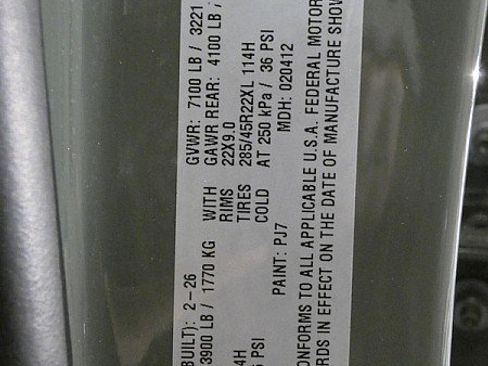 BUILT): 2-26 GVWR: 7100 LB / 3221
3900 LB / 1770 KG WITH GAWR REAR: 4100 LB /
RIMS 22X9.0
TIRES 285/45R22XL 114H
COLD AT 250 kPa / 36 PSI
PAINT: PJ7 MDH: 020412
ONFORMS TO ALL APPLICABLE U.S.A. FEDERAL MOTOR
RDS IN EFFECT ON THE DATE OF MANUFACTURE SHOW
4H
PSI